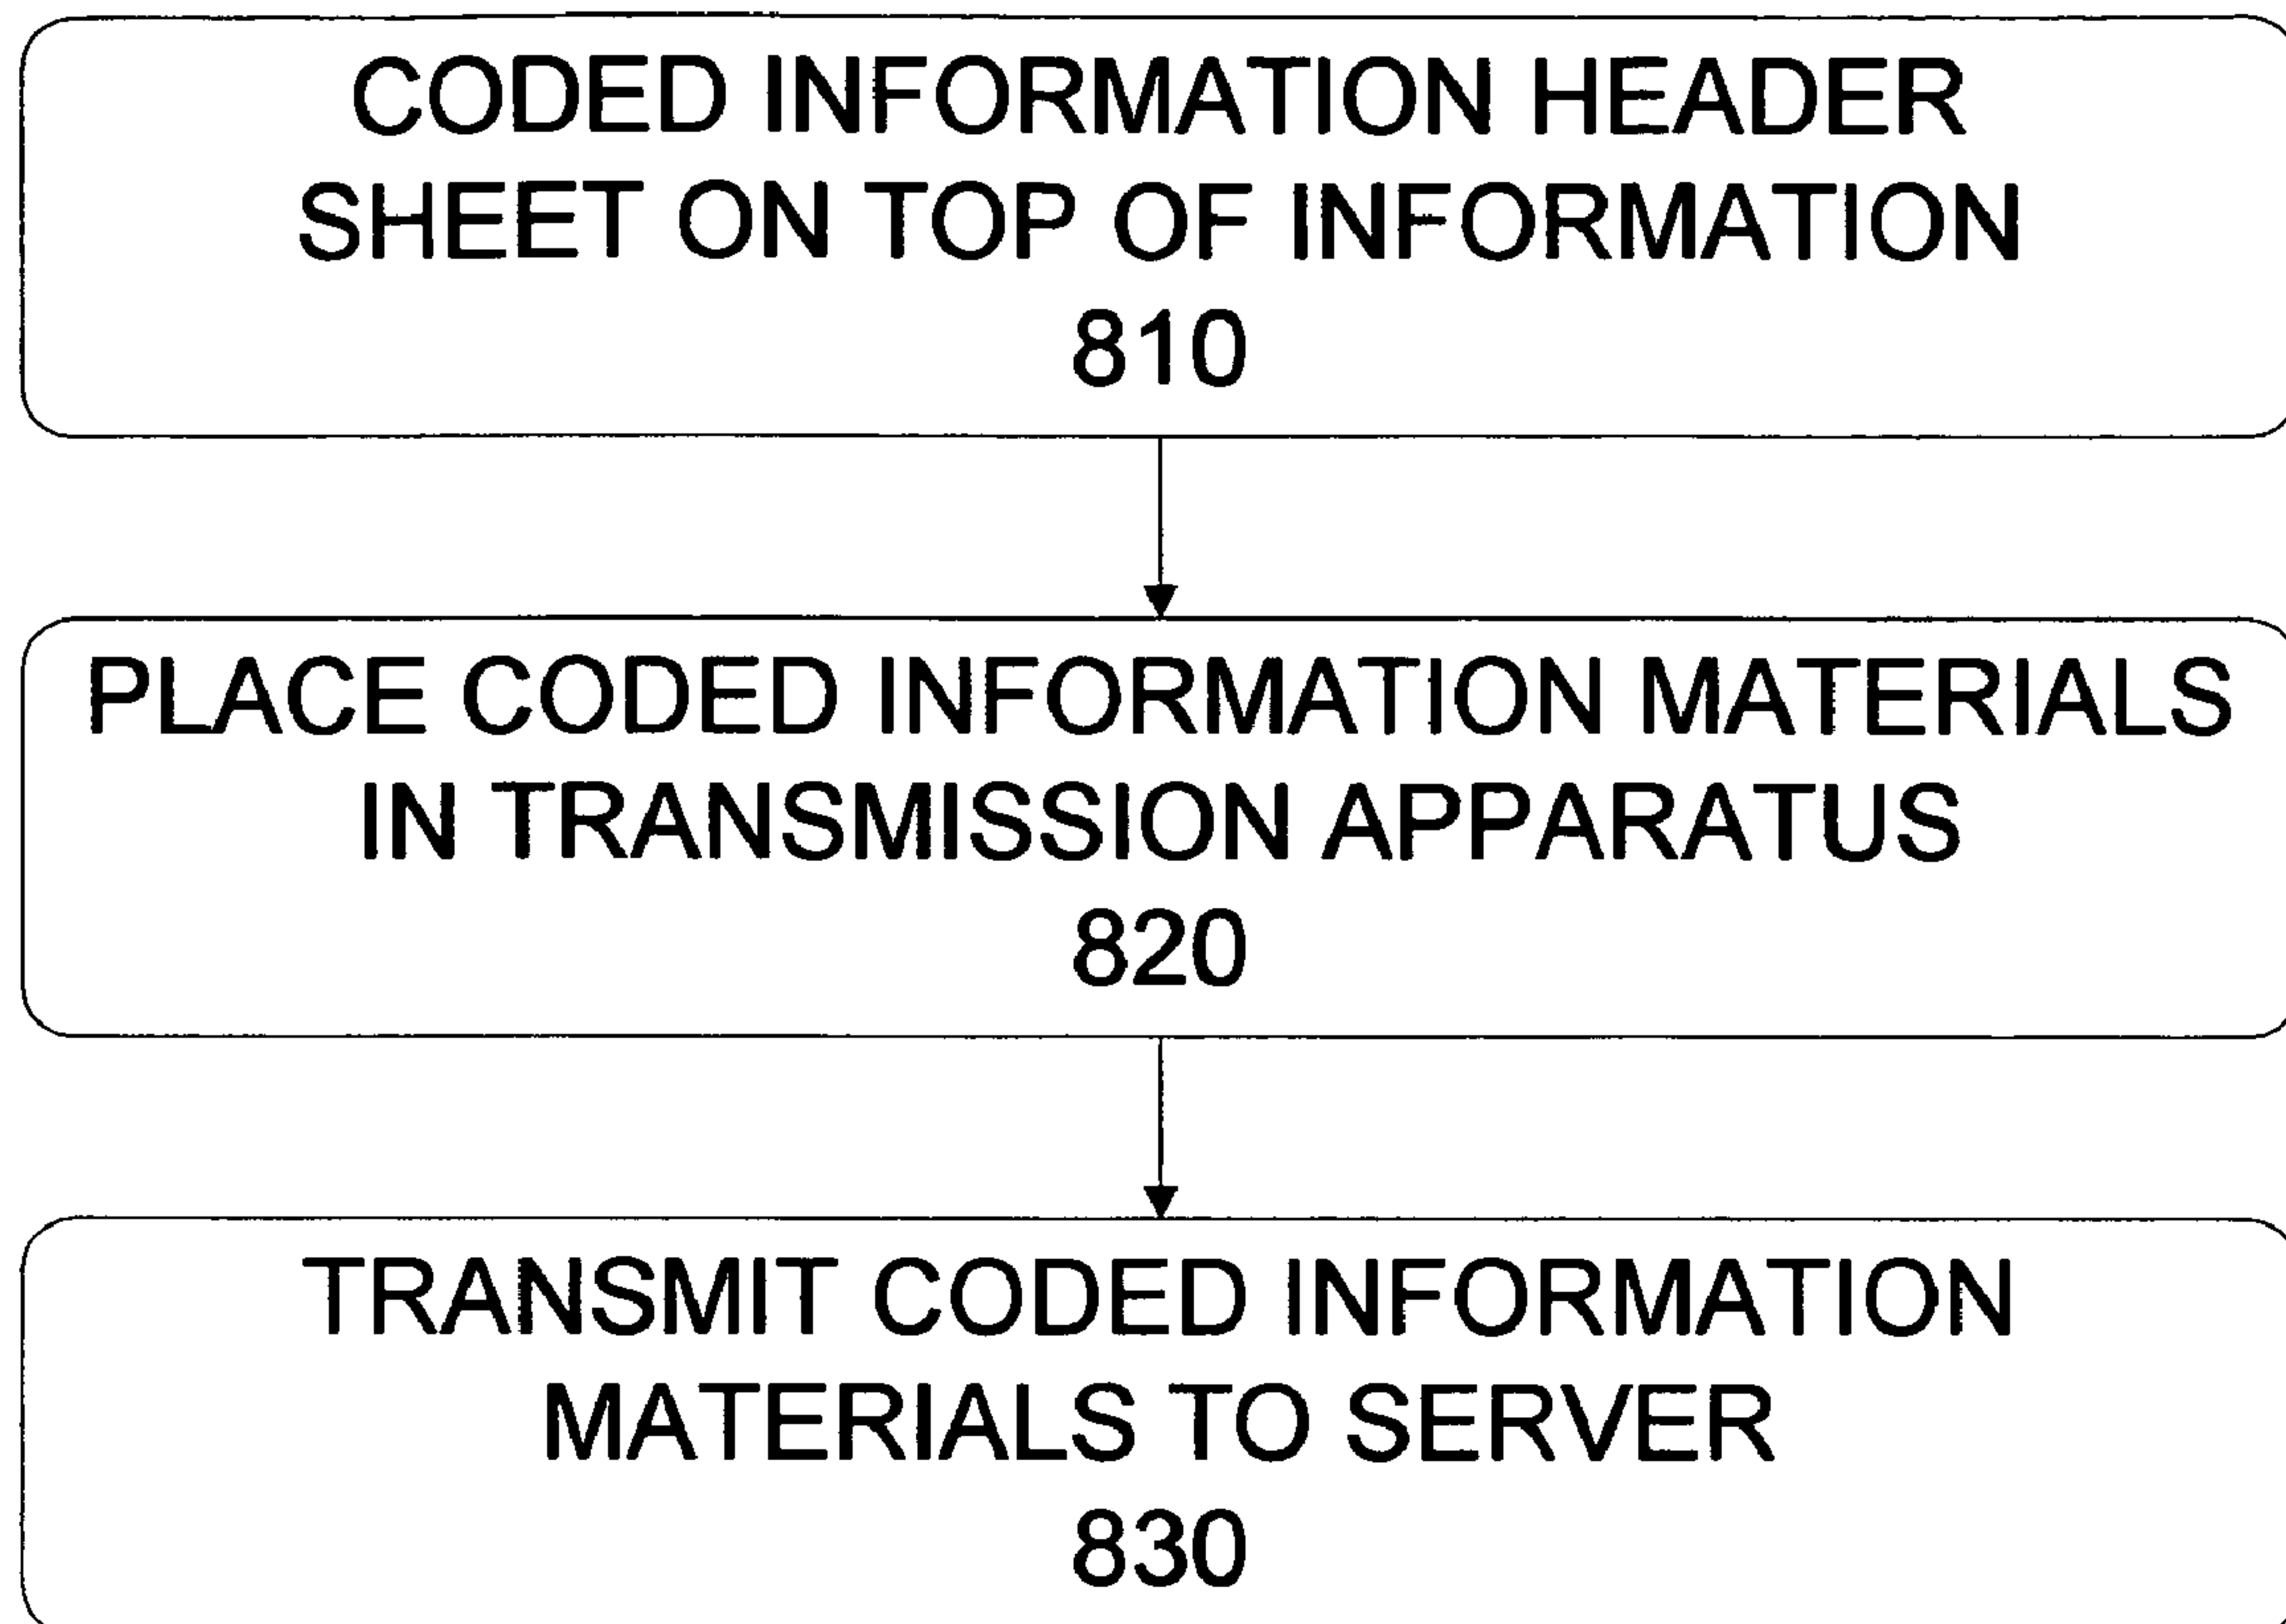 CODED INFORMATION HEADER
SHEET ON TOP OF INFORMATION
810
PLACE CODED INFORMATION MATERIALS
IN TRANSMISSION APPARATUS
820
TRANSMIT CODED INFORMATION
MATERIALS TO SERVER
830